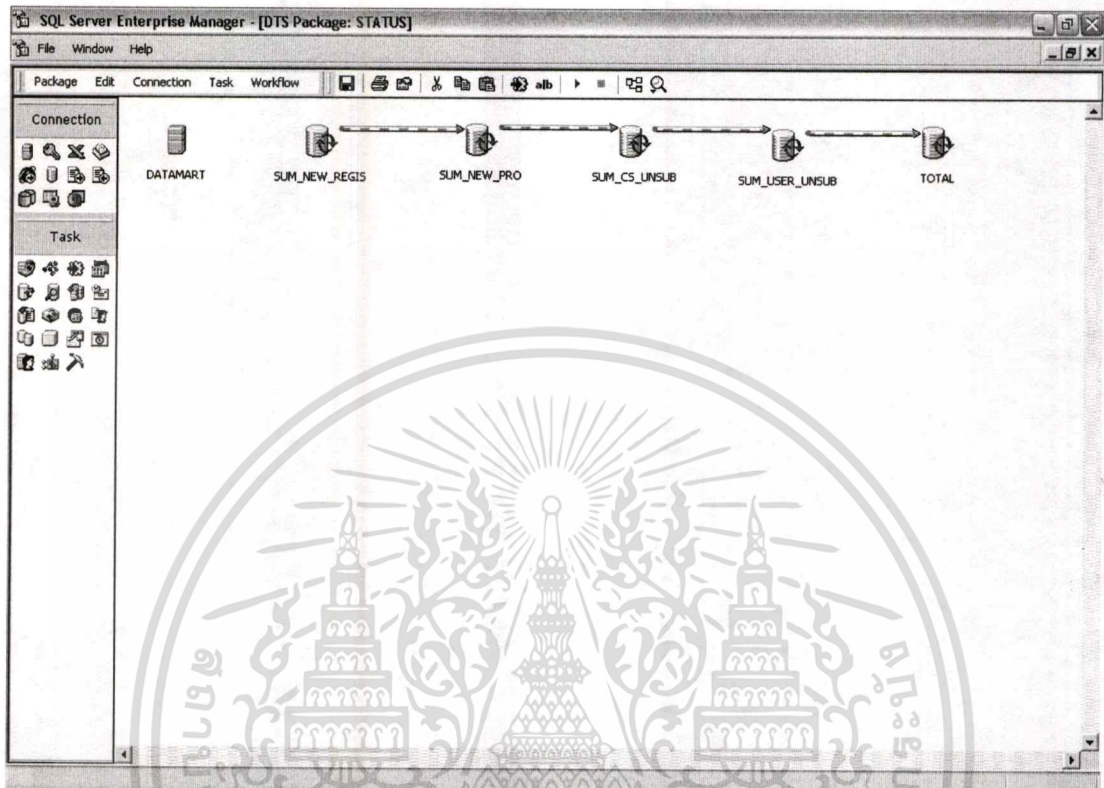 SQL Server Enterprise Manager - [DTS Package: STATUS]
File Window Help
Package Edit Connection Task Workflow alb
Connection
Task
DATAMART
SUM_NEW_REGIS
SUM_NEW_PRO
SUM_CS_UNSUB
SUM_USER_UNSUB
TOTAL